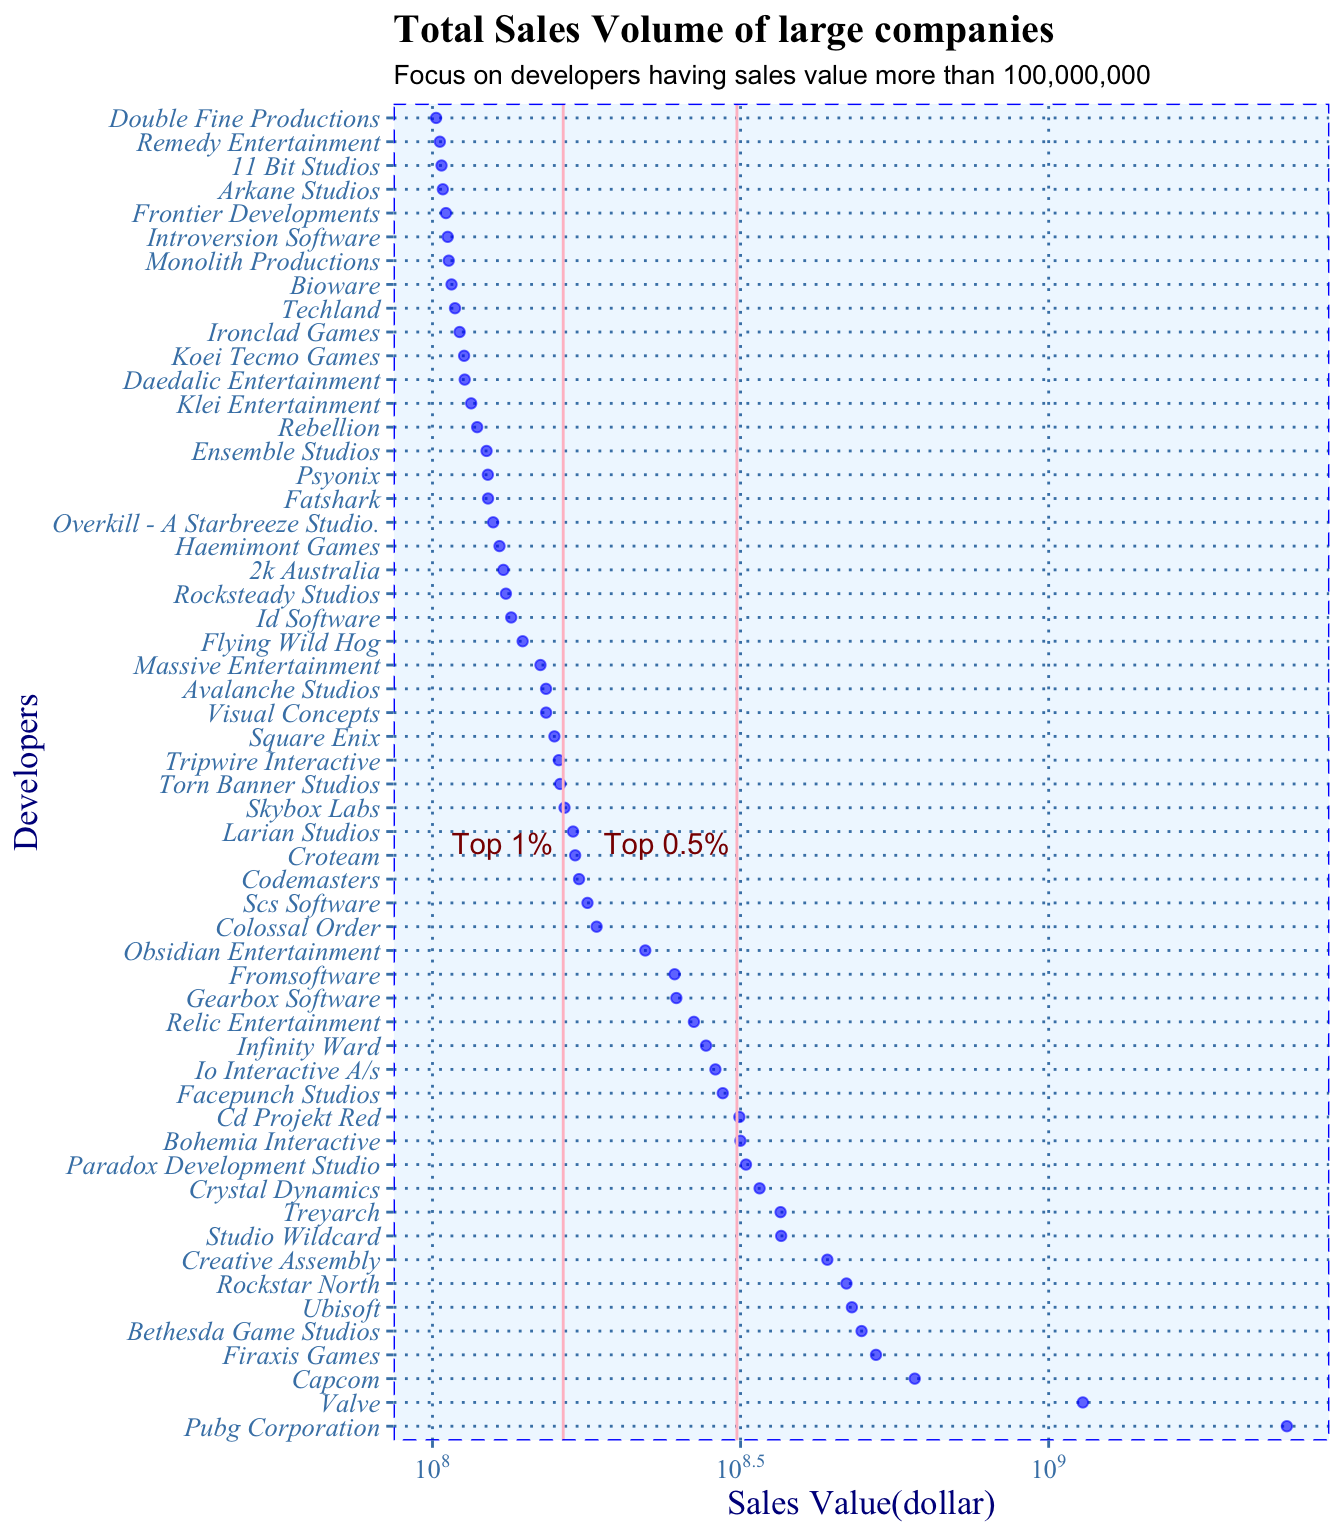 Total Sales Volume of large companies
Focus on developers having sales value more than 100,000,000
Double Fine Productions
Remedy Entertainment
11 Bit Studios
Arkane Studios
Frontier Developments
Introversion Software
Monolith Productions
Bioware
Techland
Ironclad Games
Koei Tecmo Games
Daedalic Entertainment
Klei Entertainment
Rebellion
Ensemble Studios
Psyonix
Fatshark
Overkill - A Starbreeze Studio.
Haemimont Games
2k Australia
Rocksteady Studios
Id Software
Flying Wild Hog
Massive Entertainment
Avalanche Studios
Visual Concepts
Square Enix
Tripwire Interactive
Torn Banner Studios
Skybox Labs
Larian Studios
Top 1% Top 0.5%
Croteam
Codemasters
Scs Software
Colossal Order
Obsidian Entertainment
Fromsoftware
Gearbox Software
Relic Entertainment
Infinity Ward
Io Interactive A/s
Facepunch Studios
Cd Projekt Red
Bohemia Interactive
Paradox Development Studio
Crystal Dynamics
Treyarch
Studio Wildcard
Creative Assembly
Rockstar North
Ubisoft
Bethesda Game Studios
Firaxis Games
Capcom
Valve
Pubg Corporation
Developers
10^8 10^8.5 10^9
Sales Value(dollar)